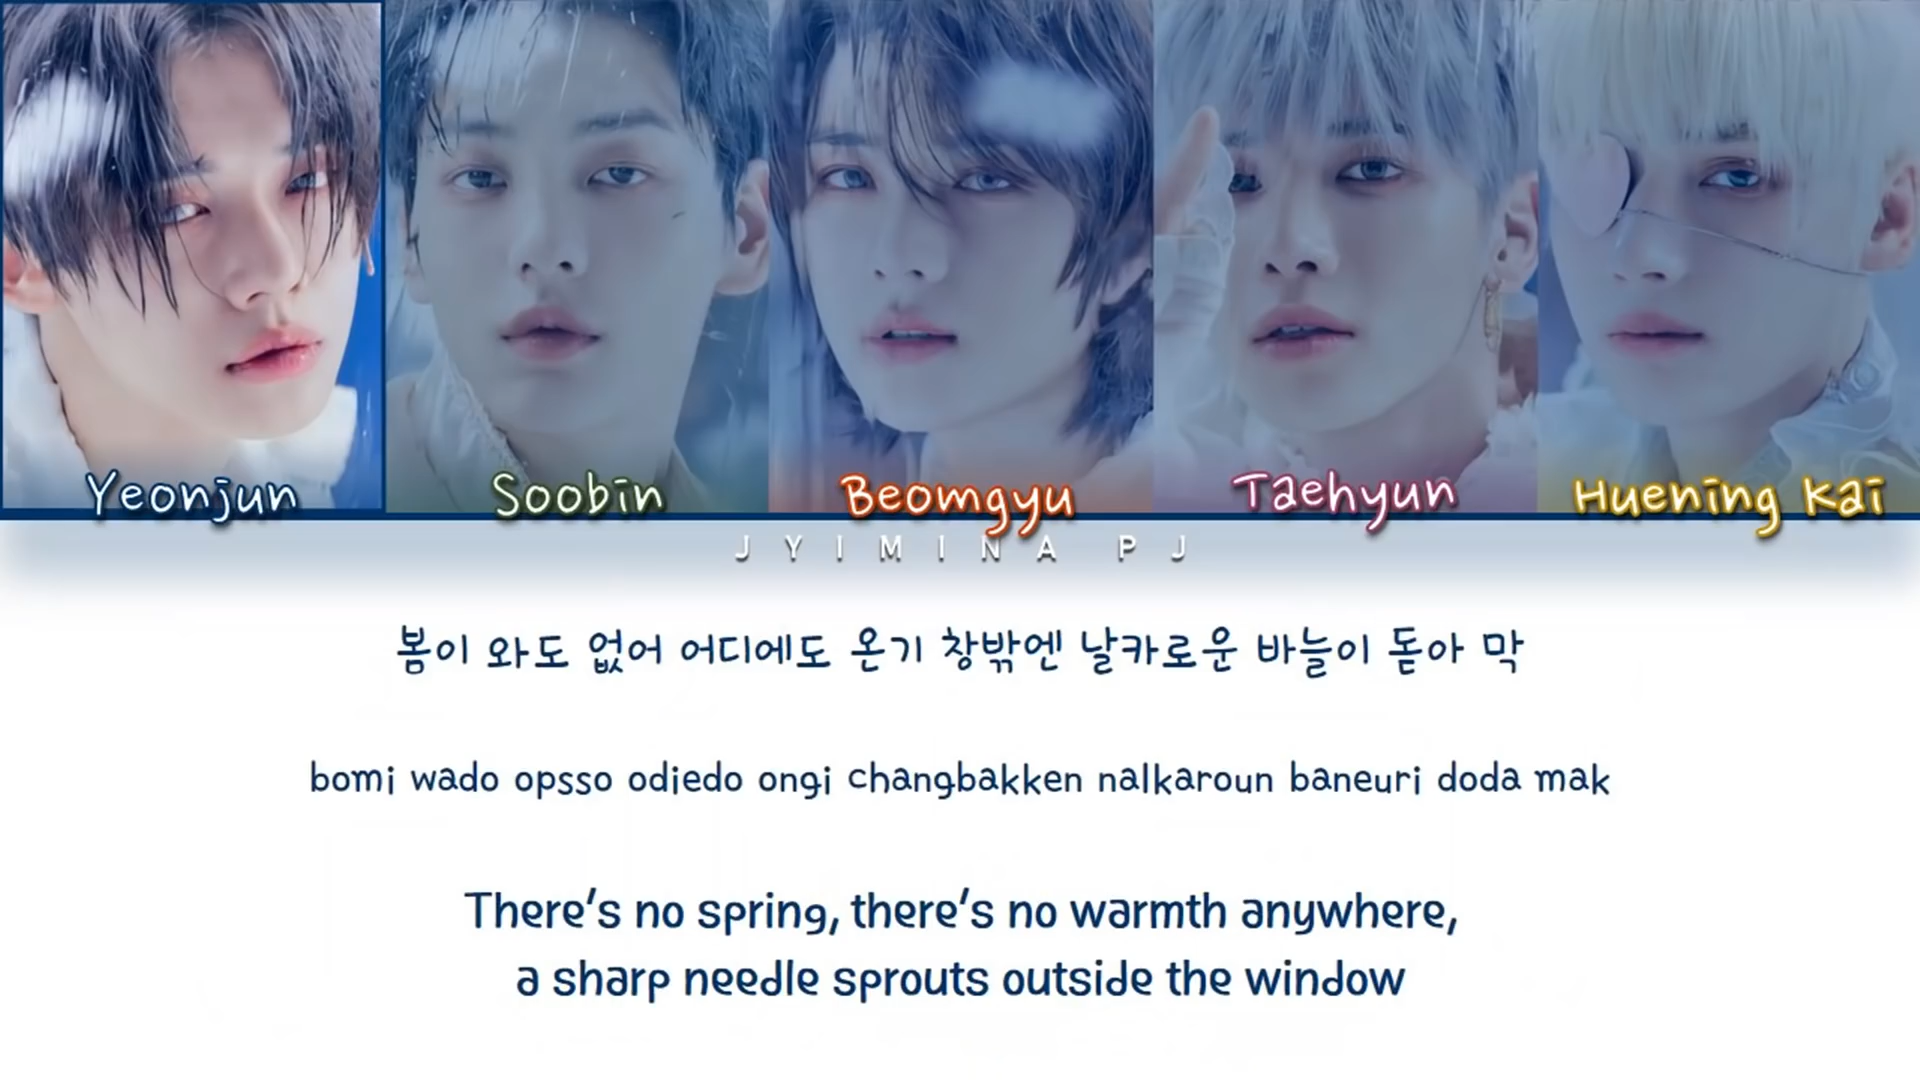 Yeonjun
Soobin
Beomgyu
Taehyun
Huening Kai
JYIMINA PJ
봄이 와도 없어 어디에도 온기 창밖엔 날카로운 바늘이 돋아 막
bomi wado opsso odiedo ongi changbakken nalkaroun baneuri doda mak
There's no spring, there's no warmth anywhere,
a sharp needle sprouts outside the window